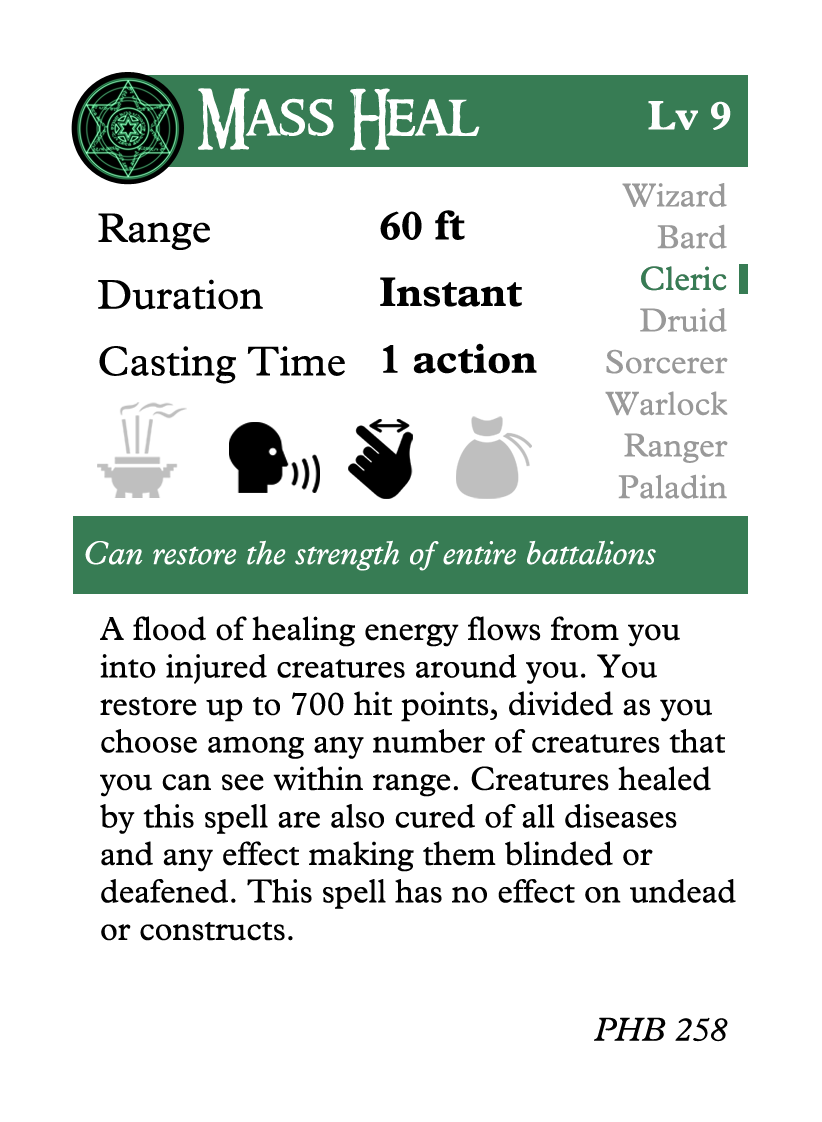 MASS HEAL
Lv 9
Range 60 ft
Duration Instant
Casting Time 1 action
Wizard
Bard
Cleric
Druid
Sorcerer
Warlock
Ranger
Paladin
Can restore the strength of entire battalions
A flood of healing energy flows from you
into injured creatures around you. You
restore up to 700 hit points, divided as you
choose among any number of creatures that
you can see within range. Creatures healed
by this spell are also cured of all diseases
and any effect making them blinded or
deafened. This spell has no effect on undead
or constructs.
PHB 258